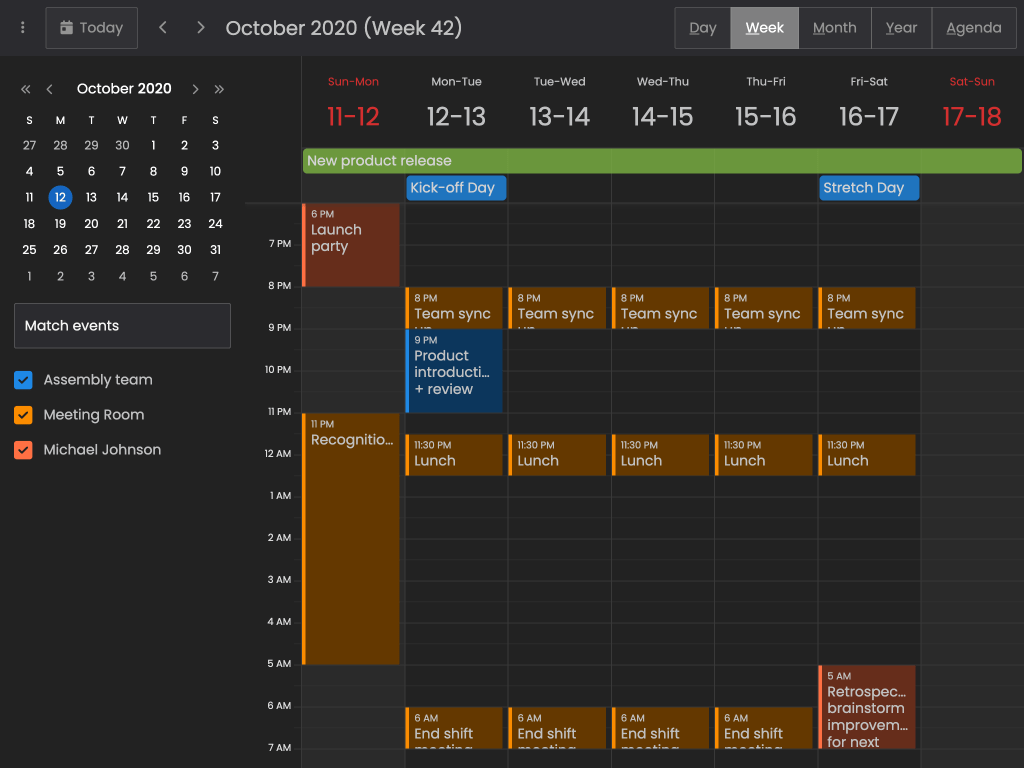 Today
October 2020 (Week 42)
Day Week Month Year Agenda
October 2020
S M T W T F S
27 28 29 30 1 2 3
4 5 6 7 8 9 10
11 12 13 14 15 16 17
18 19 20 21 22 23 24
25 26 27 28 29 30 31
1 2 3 4 5 6 7
Match events
Assembly team
Meeting Room
Michael Johnson
Sun-Mon Mon-Tue Tue-Wed Wed-Thu Thu-Fri Fri-Sat Sat-Sun
11-12 12-13 13-14 14-15 15-16 16-17 17-18
New product release
Kick-off Day
Stretch Day
7 PM
8 PM
9 PM
10 PM
11 PM
12 AM
1 AM
2 AM
3 AM
4 AM
5 AM
6 AM
7 AM
6 PM
Launch
party
11 PM
Recognitio…
8 PM
Team sync
up
9 PM
Product
introducti…
+ review
11:30 PM
Lunch
6 AM
End shift
meeting
8 PM
Team sync
up
11:30 PM
Lunch
6 AM
End shift
meeting
8 PM
Team sync
up
11:30 PM
Lunch
6 AM
End shift
meeting
8 PM
Team sync
up
11:30 PM
Lunch
6 AM
End shift
meeting
8 PM
Team sync
up
11:30 PM
Lunch
5 AM
Retrospec…
brainstorm
improvem…
for next